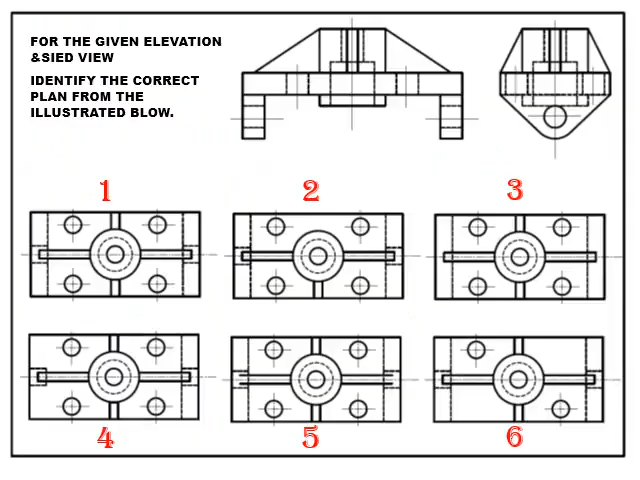 FOR THE GIVEN ELEVATION
&SIED VIEW
IDENTIFY THE CORRECT
PLAN FROM THE
ILLUSTRATED BLOW.
1 2 3
4 5 6